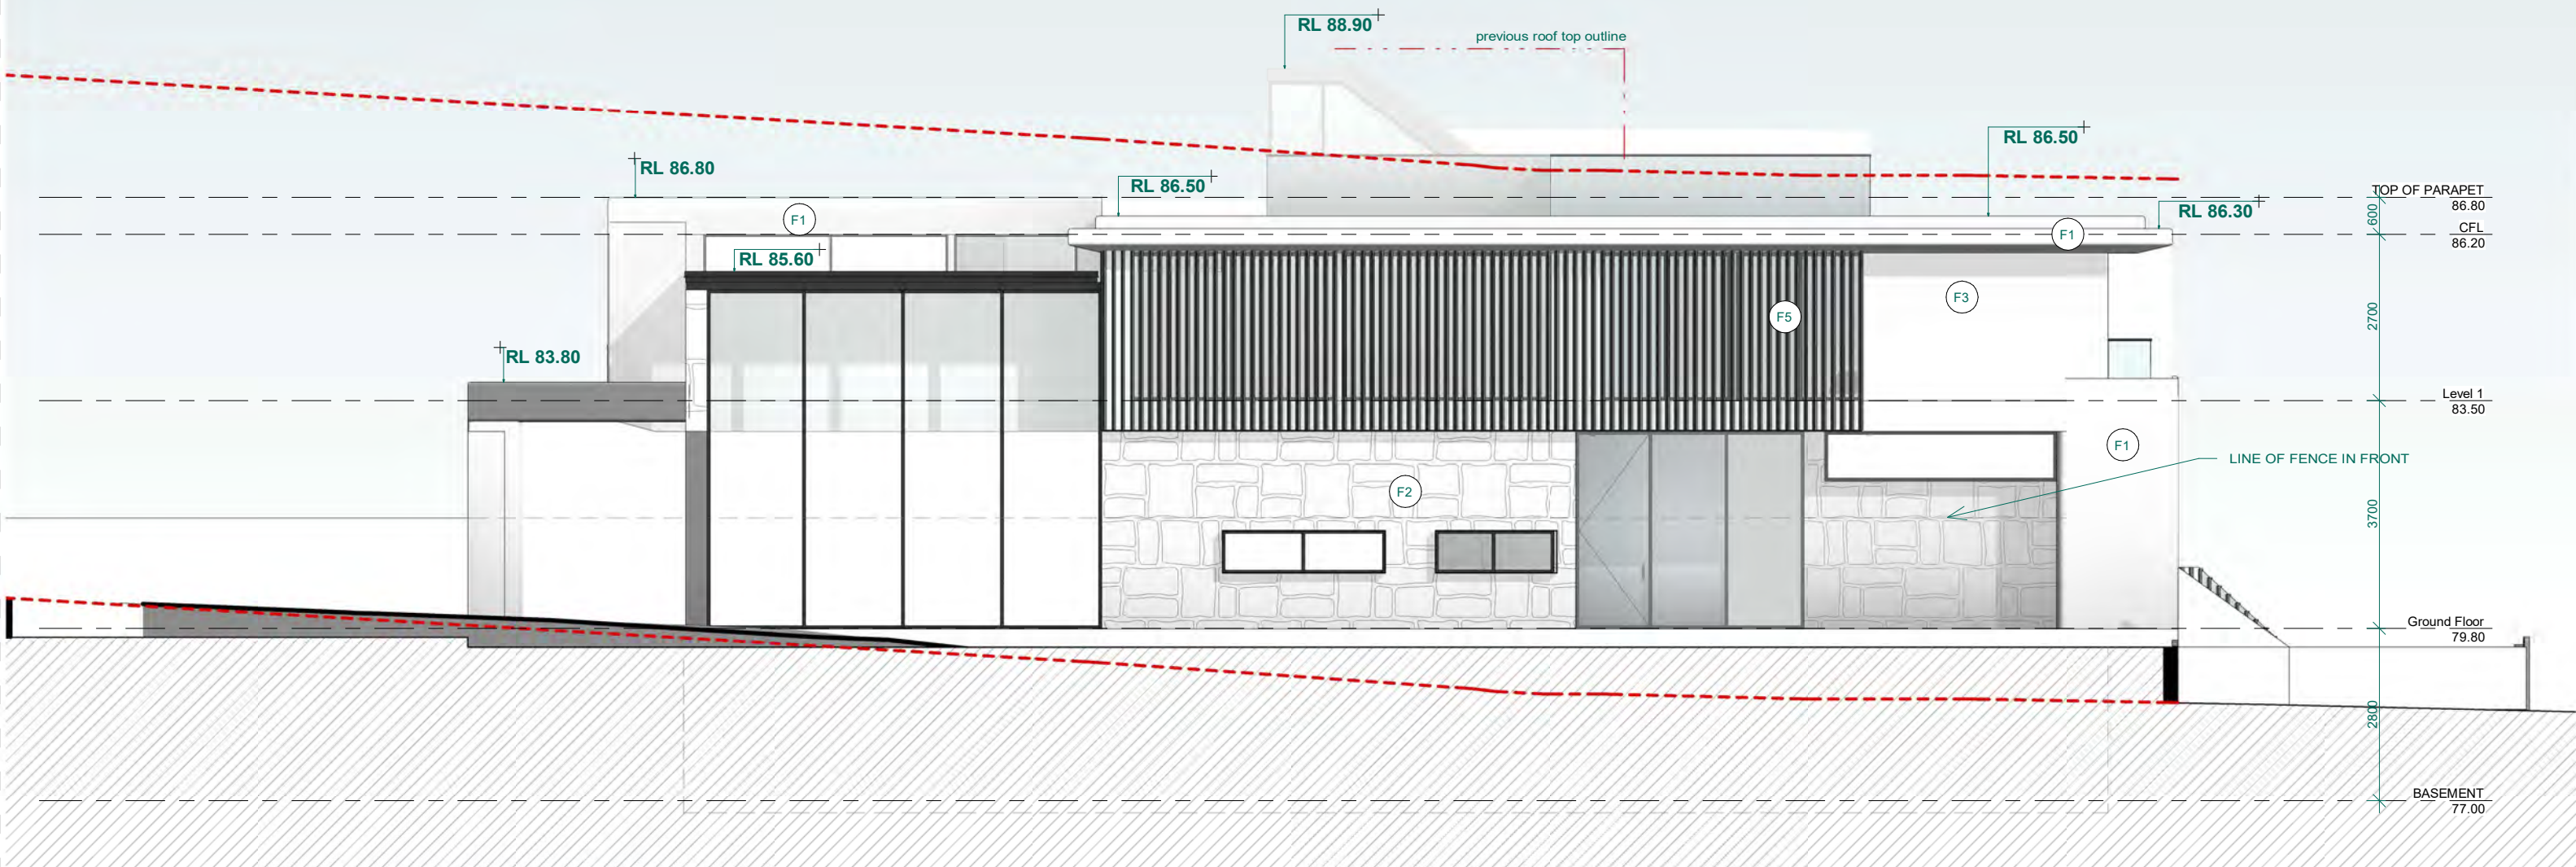 RL 88.90
previous roof top outline
RL 86.50
RL 86.80
RL 86.50
TOP OF PARAPET
86.80
RL 86.30
600
F1
CFL
86.20
F1
RL 85.60
F3
F5
2700
RL 83.80
Level 1
83.50
F1
LINE OF FENCE IN FRONT
F2
3700
Ground Floor
79.80
2800
BASEMENT
77.00